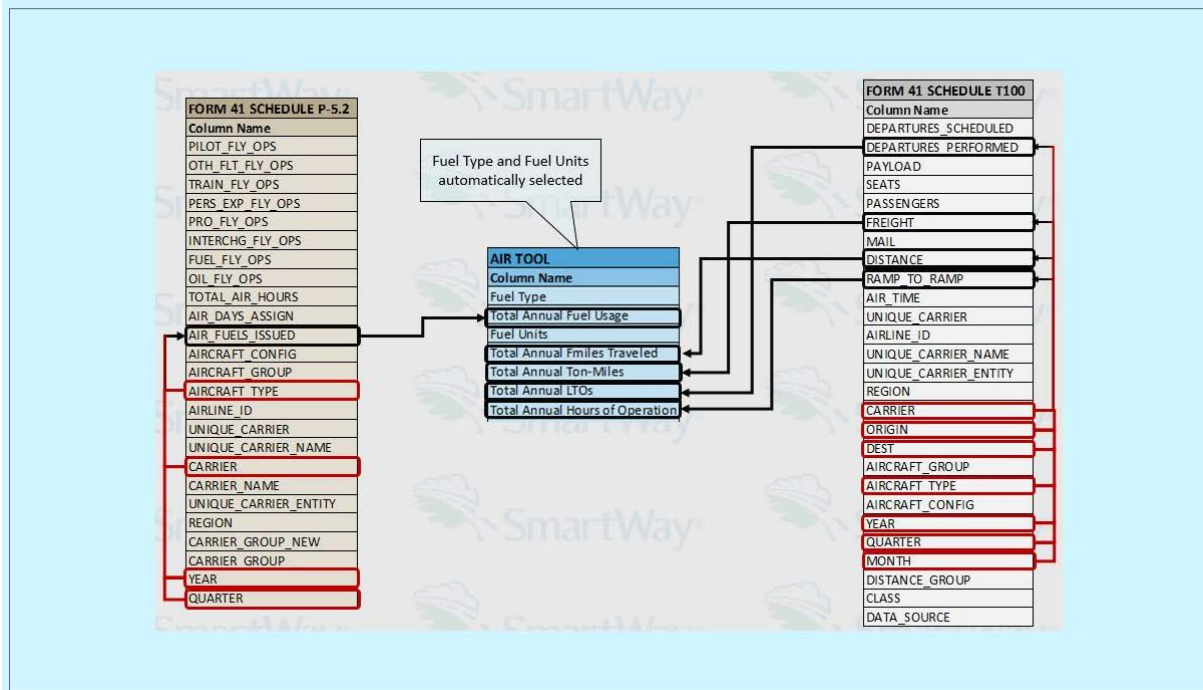 FORM 41 SCHEDULE P-5.2
Column Name
PILOT_FLY_OPS
OTH_FLT_FLY_OPS
TRAIN_FLY_OPS
PERS_EXP_FLY_OPS
PRO_FLY_OPS
INTERCHG_FLY_OPS
FUEL_FLY_OPS
OIL_FLY_OPS
TOTAL_AIR_HOURS
AIR_DAYS_ASSIGN
AIR_FUELS_ISSUED
AIRCRAFT_CONFIG
AIRCRAFT_GROUP
AIRCRAFT_TYPE
AIRLINE_ID
UNIQUE_CARRIER
UNIQUE_CARRIER_NAME
CARRIER
CARRIER_NAME
UNIQUE_CARRIER_ENTITY
REGION
CARRIER_GROUP_NEW
CARRIER_GROUP
YEAR
QUARTER
Fuel Type and Fuel Units
automatically selected
AIR TOOL
Column Name
Fuel Type
Total Annual Fuel Usage
Fuel Units
Total Annual Fmiles Traveled
Total Annual Ton-Miles
Total Annual LTOs
Total Annual Hours of Operation
FORM 41 SCHEDULE T100
Column Name
DEPARTURES_SCHEDULED
DEPARTURES_PERFORMED
PAYLOAD
SEATS
PASSENGERS
FREIGHT
MAIL
DISTANCE
RAMP_TO_RAMP
AIR_TIME
UNIQUE_CARRIER
AIRLINE_ID
UNIQUE_CARRIER_NAME
UNIQUE_CARRIER_ENTITY
REGION
CARRIER
ORIGIN
DEST
AIRCRAFT_GROUP
AIRCRAFT_TYPE
AIRCRAFT_CONFIG
YEAR
QUARTER
MONTH
DISTANCE_GROUP
CLASS
DATA_SOURCE
SmartWay
SmartWay
SmartWay